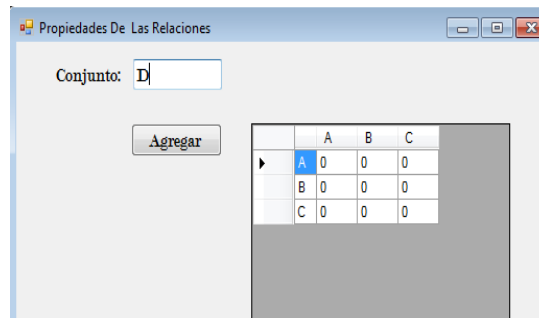 Propiedades De Las Relaciones
Conjunto: D
Agregar
A B C
A 0 0 0
B 0 0 0
C 0 0 0